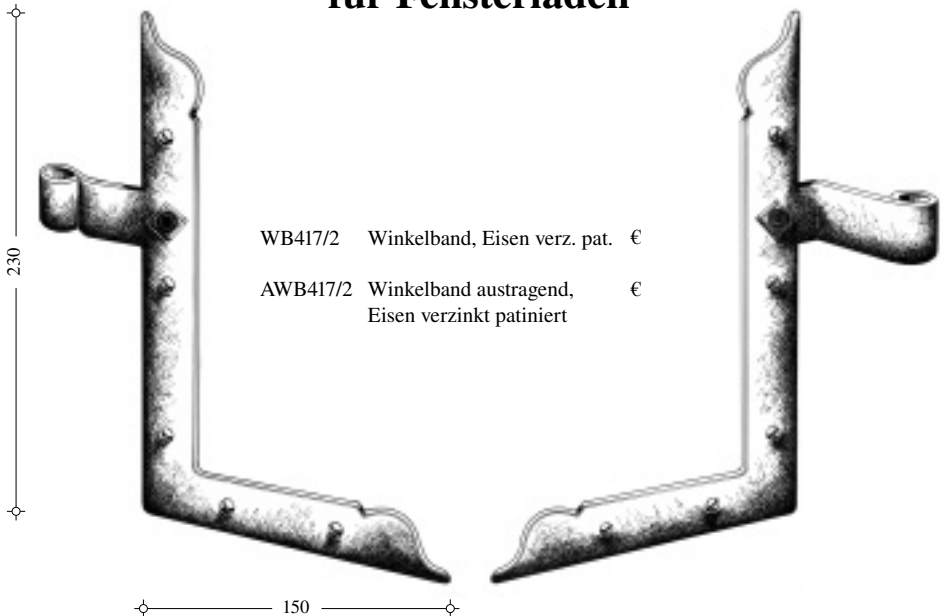 für Fensterläden
230
WB417/2 Winkelband, Eisen verz. pat. €
AWB417/2 Winkelband austragend, €
Eisen verzinkt patiniert
150